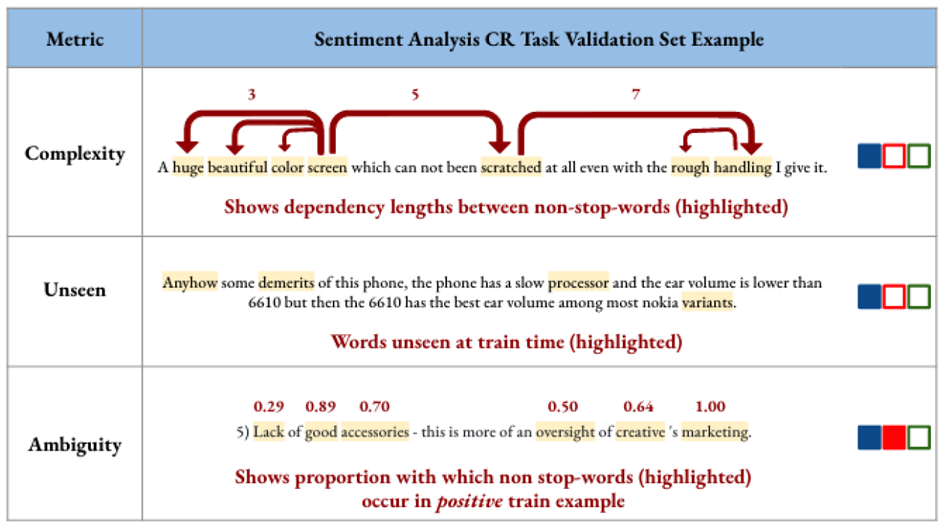 Metric
Sentiment Analysis CR Task Validation Set Example
Complexity
3 5 7
A huge beautiful color screen which can not been scratched at all even with the rough handling I give it.
Shows dependency lengths between non-stop-words (highlighted)
Unseen
Anyhow some demerits of this phone, the phone has a slow processor and the ear volume is lower than
6610 but then the 6610 has the best ear volume among most nokia variants.
Words unseen at train time (highlighted)
Ambiguity
0.29 0.89 0.70 0.50 0.64 1.00
5) Lack of good accessories - this is more of an oversight of creative 's marketing.
Shows proportion with which non stop-words (highlighted)
occur in positive train example